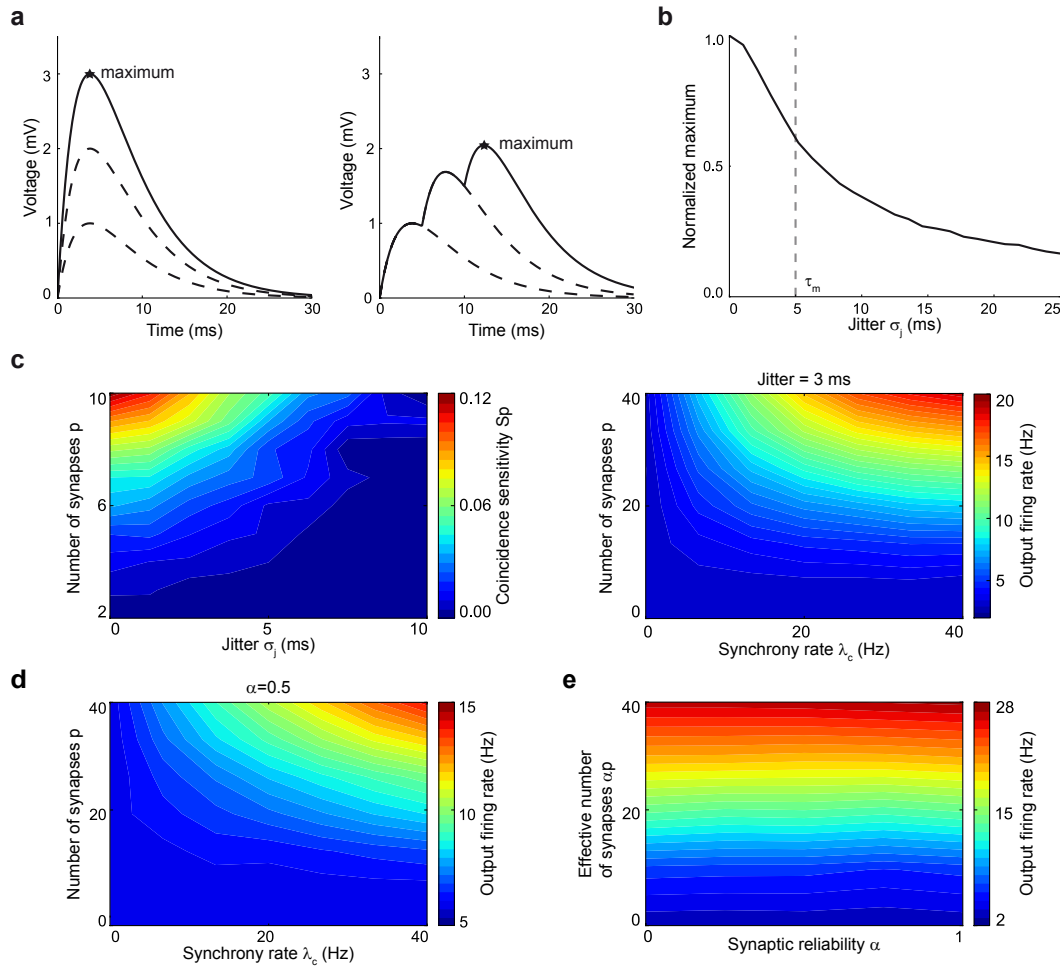 a
Voltage (mV)
3
2
1
0
maximum
0 10 20 30
Time (ms)
Voltage (mV)
3
2
1
0
maximum
0 10 20 30
Time (ms)
b
Normalized maximum
1.0
0.5
0.0
τm
0 5 10 15 20 25
Jitter σj (ms)
c
Number of synapses p
10
6
2
0 5 10
Jitter σj (ms)
0.12
0.06
0.00
Coincidence sensitivity Sp
Jitter = 3 ms
Number of synapses p
40
20
0
0 20 40
Synchrony rate λc (Hz)
20
15
10
5
Output firing rate (Hz)
d
α=0.5
Number of synapses p
40
20
0
0 20 40
Synchrony rate λc (Hz)
15
10
5
Output firing rate (Hz)
e
Effective number
of synapses αp
40
20
0
0 1
Synaptic reliability α
28
15
2
Output firing rate (Hz)